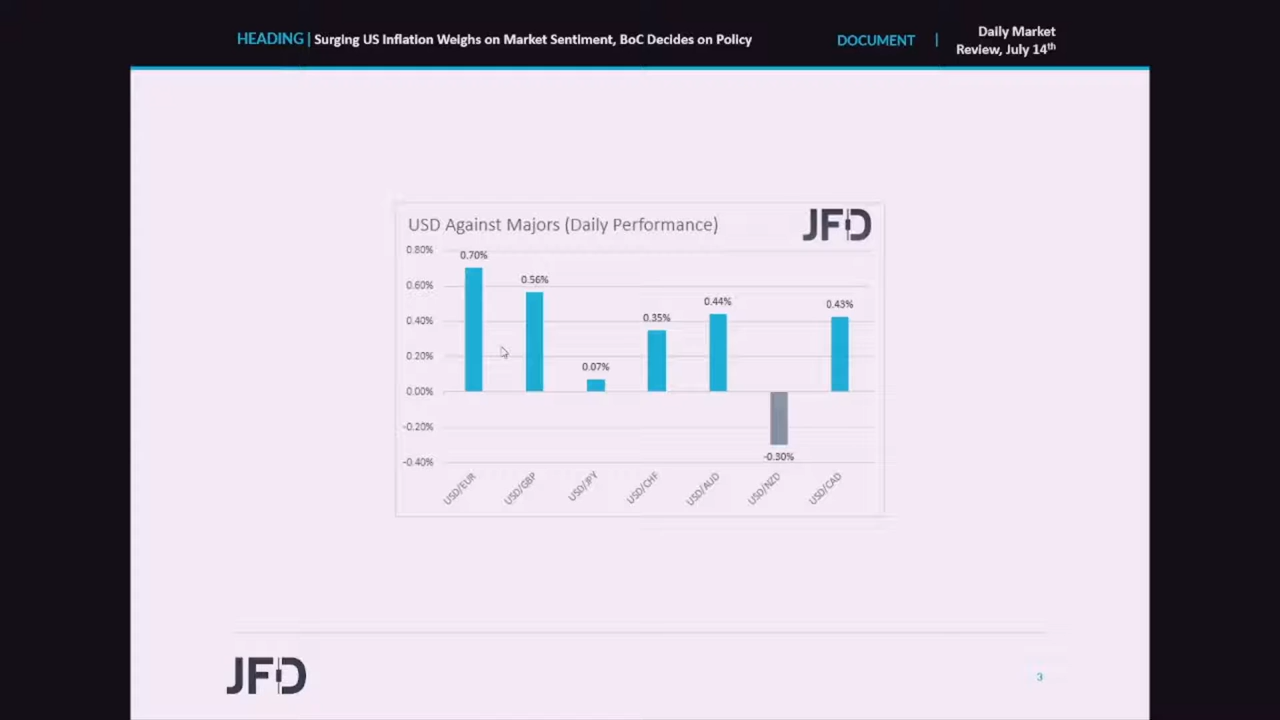 HEADING | Surging US Inflation Weighs on Market Sentiment, BoC Decides on Policy
DOCUMENT |
Daily Market
Review, July 14th
USD Against Majors (Daily Performance)
JFD
0.80%
0.60%
0.40%
0.20%
0.00%
-0.20%
-0.40%
0.70%
0.56%
0.07%
0.35%
0.44%
-0.30%
0.43%
USD/EUR
USD/GBP
USD/JPY
USD/CHF
USD/AUD
USD/NZD
USD/CAD
JFD
3